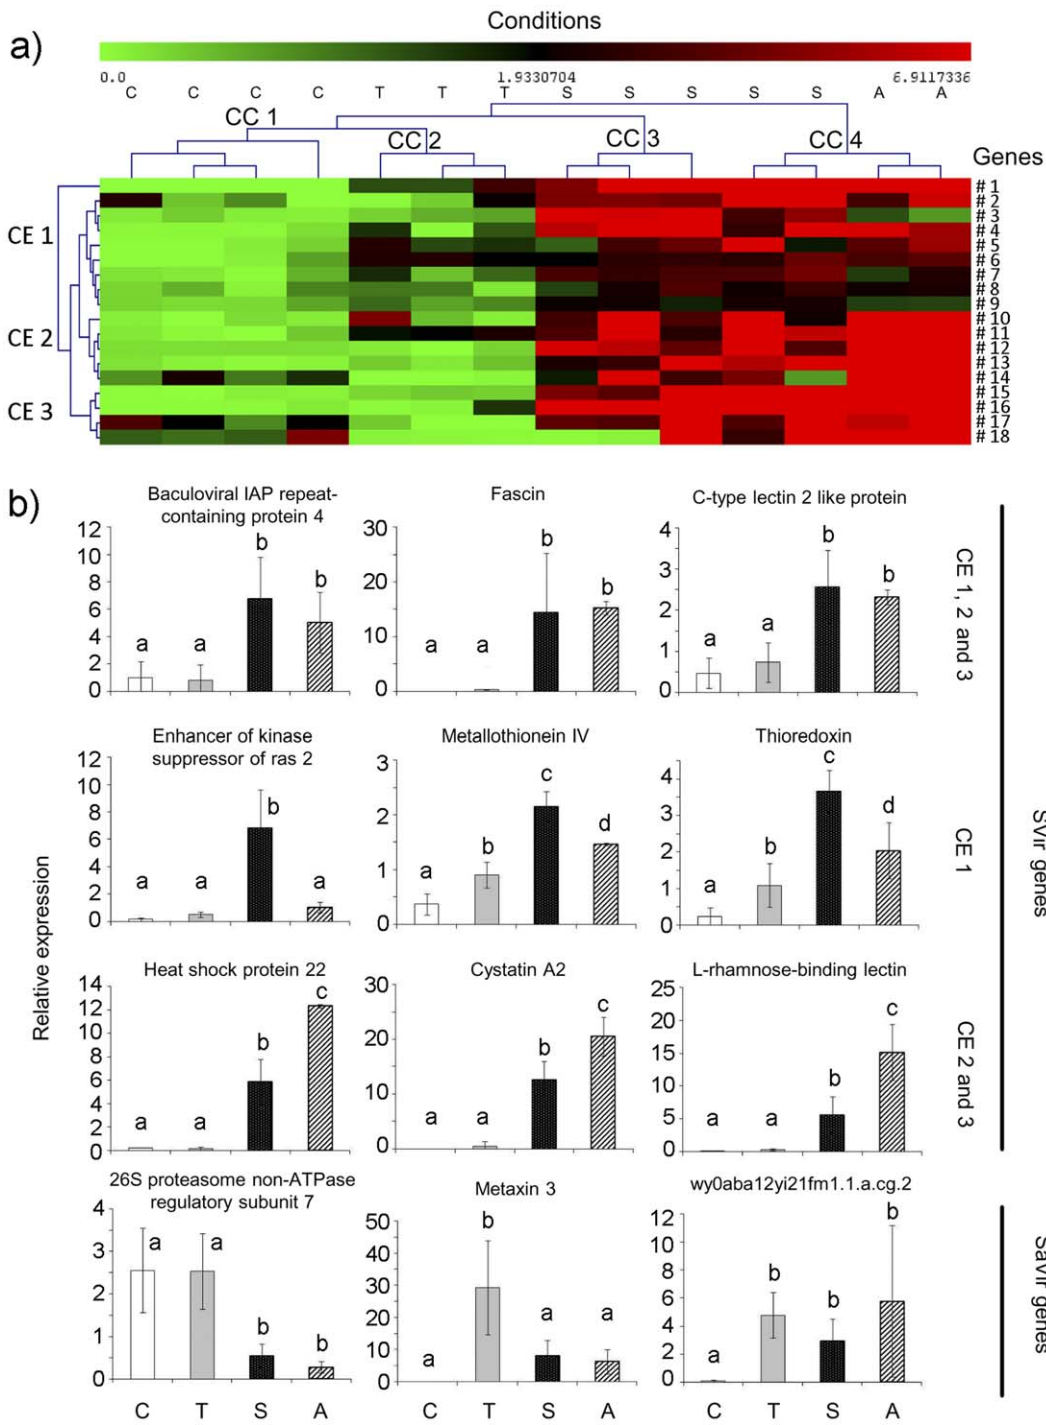 a)
Conditions
0.0 1.9330704 6.9117336
C C C C T T T S S S S S A A
CC 1
CC 2
CC 3
CC 4
Genes
CE 1
CE 2
CE 3
# 1
# 2
# 3
# 4
# 5
# 6
# 7
# 8
# 9
# 10
# 11
# 12
# 13
# 14
# 15
# 16
# 17
# 18
b)
Relative expression
Baculoviral IAP repeat-
containing protein 4
12
10
8
6
4
2
0
a a b b
Fascin
30
20
10
0
a a b b
C-type lectin 2 like protein
4
3
2
1
0
a a b b
CE 1, 2 and 3
Enhancer of kinase
suppressor of ras 2
12
10
8
6
4
2
0
a a b a
Metallothionein IV
3
2
1
0
a b c d
Thioredoxin
4
3
2
1
0
a b c d
CE 1
SVir genes
Heat shock protein 22
14
12
10
8
6
4
2
0
a a b c
Cystatin A2
30
20
10
0
a a b c
L-rhamnose-binding lectin
25
20
15
10
5
0
a a b c
CE 2 and 3
26S proteasome non-ATPase
regulatory subunit 7
4
3
2
1
0
a a b b
Metaxin 3
50
40
30
20
10
0
a b a a
wy0aba12yi21fm1.1.a.cg.2
12
10
8
6
4
2
0
a b b b
SaVir genes
C T S A
C T S A
C T S A